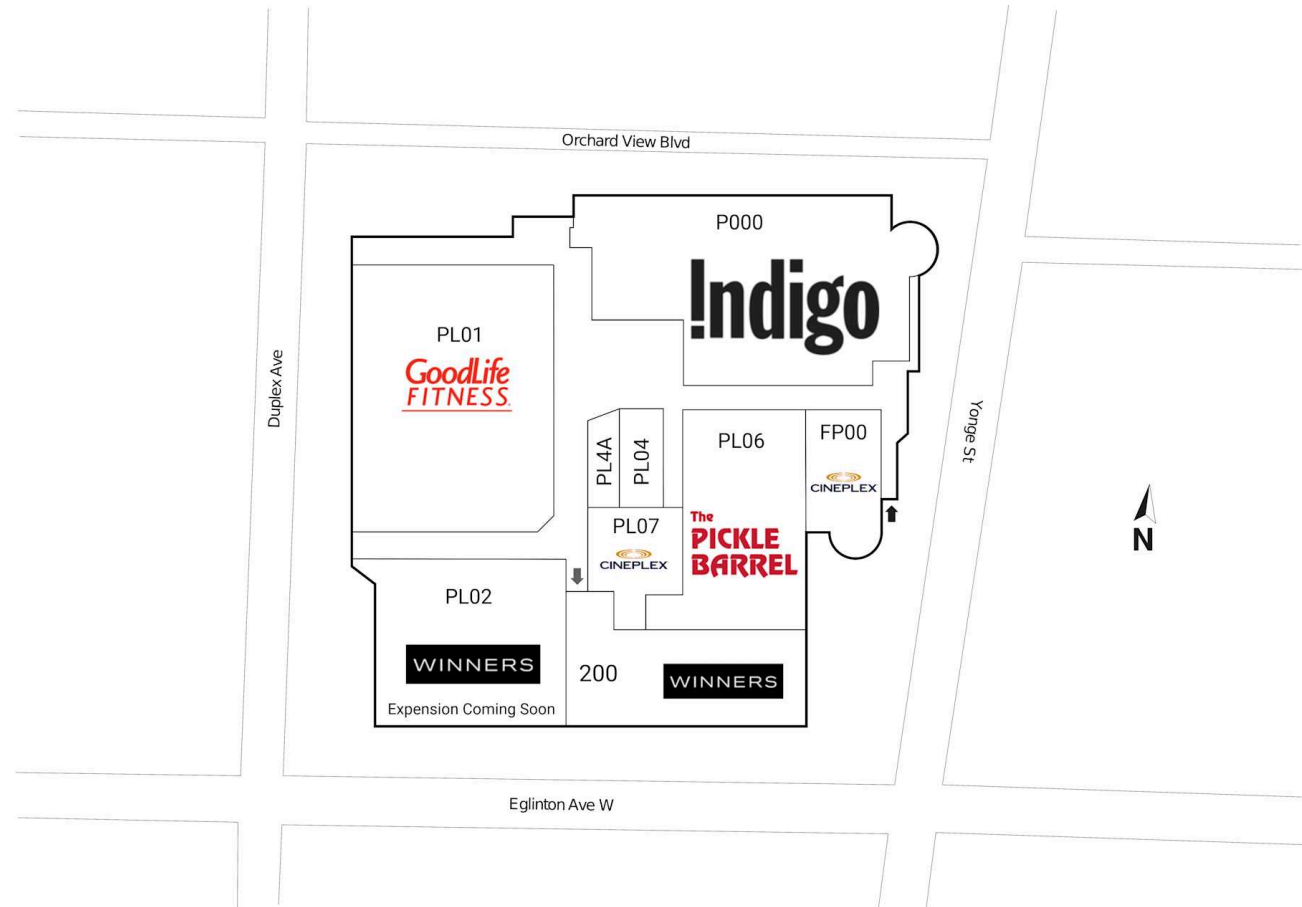 Orchard View Blvd
P000
!ndigo
PL01
GoodLife
FITNESS.
Duplex Ave
Yonge St
PL4A
PL04
PL06
FP00
CINEPLEX
The
PICKLE
BARREL
PL07
CINEPLEX
N
PL02
WINNERS
Expension Coming Soon
200
WINNERS
Eglinton Ave W